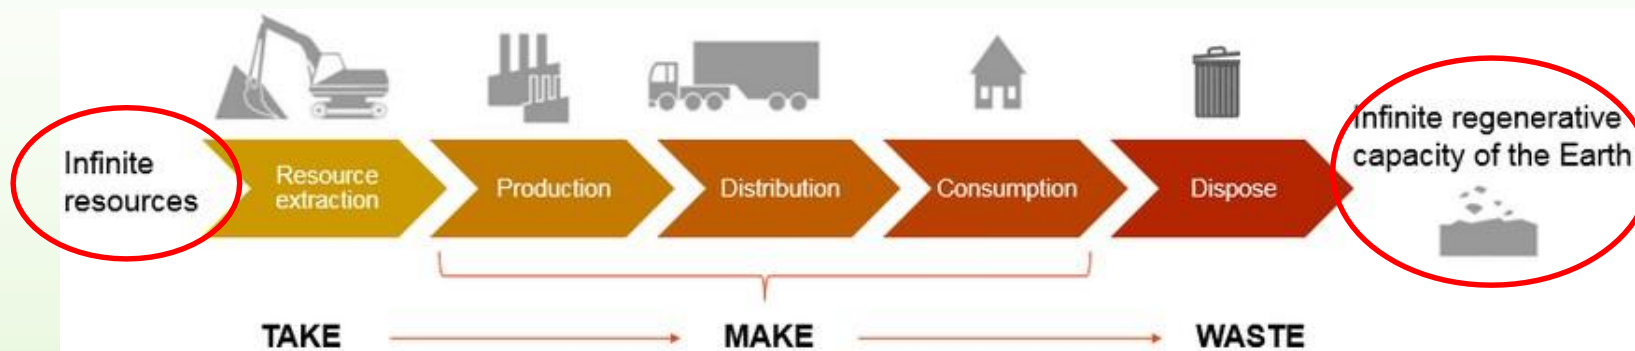 Infinite
resources
Resource
extraction
Production
Distribution
Consumption
Dispose
Infinite regenerative
capacity of the Earth
TAKE
MAKE
WASTE